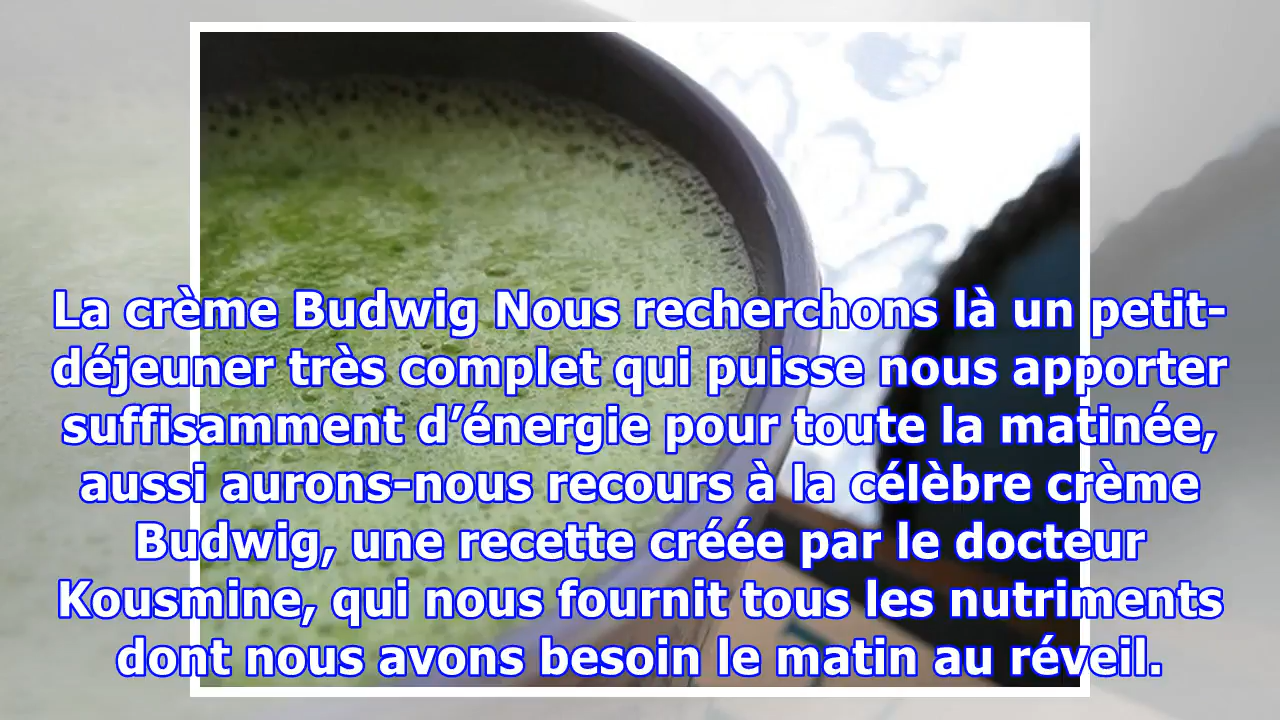 La crème Budwig Nous recherchons là un petit-
déjeuner très complet qui puisse nous apporter
suffisamment d’énergie pour toute la matinée,
aussi aurons-nous recours à la célèbre crème
Budwig, une recette créée par le docteur
Kousmine, qui nous fournit tous les nutriments
dont nous avons besoin le matin au réveil.